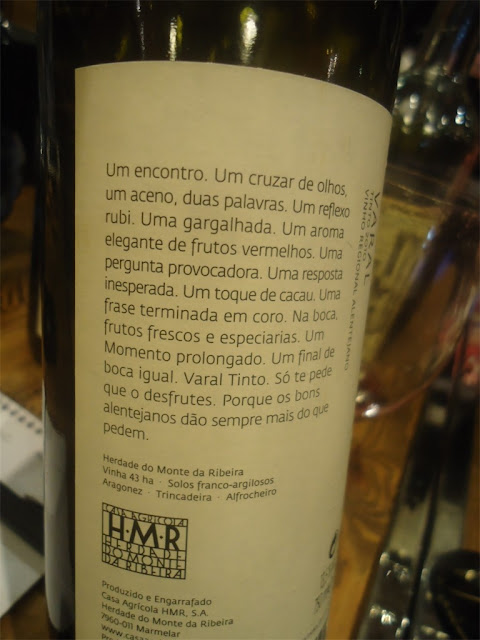 Um encontro. Um cruzar de olhos,
um aceno, duas palavras. Um reflexo
rubi. Uma gargalhada. Um aroma
elegante de frutos vermelhos. Uma
pergunta provocadora. Uma resposta
inesperada. Um toque de cacau. Uma
frase terminada em coro. Na boca,
frutos frescos e especiarias. Um
Momento prolongado. Um final de
boca igual. Varal Tinto. Só te pede
que o desfrutes. Porque os bons
alentejanos dão sempre mais do que
pedem.
Herdade do Monte da Ribeira
Vinha 43 ha · Solos franco-argilosos
Aragonez · Trincadeira · Alfrocheiro
CASA AGRICOLA
H·M·R
HERDADE
DO MONTE
DA RIBEIRA
Produzido e Engarrafado
Casa Agrícola HMR, S.A.
Herdade do Monte da Ribeira
7960-011 Marmelar
VARAL
TINTO
VINHO REGIONAL ALENTEJANO